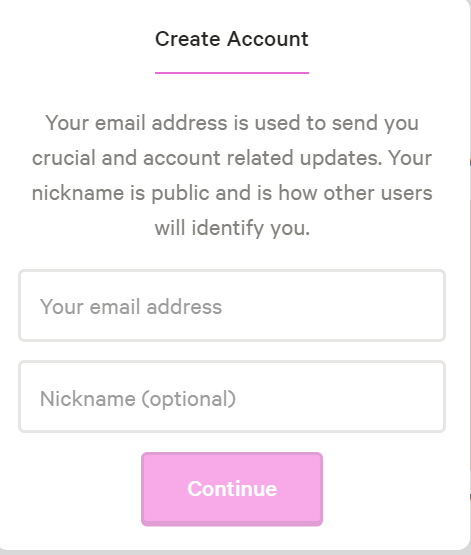 Create Account
Your email address is used to send you
crucial and account related updates. Your
nickname is public and is how other users
will identify you.
Your email address
Nickname (optional)
Continue